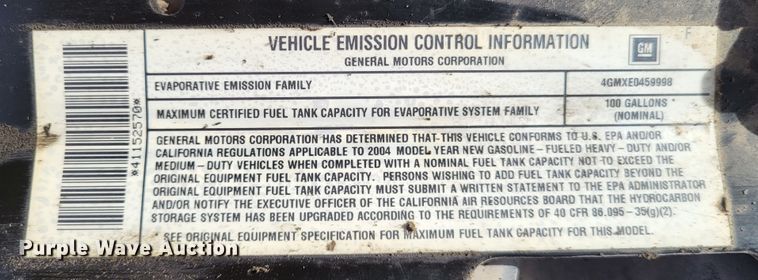 VEHICLE EMISSION CONTROL INFORMATION
GENERAL MOTORS CORPORATION
GM
F
EVAPORATIVE EMISSION FAMILY 4GMXE0459998
MAXIMUM CERTIFIED FUEL TANK CAPACITY FOR EVAPORATIVE SYSTEM FAMILY 100 GALLONS
(NOMINAL)
*41152570*
GENERAL MOTORS CORPORATION HAS DETERMINED THAT THIS VEHICLE CONFORMS TO U.S. EPA AND/OR
CALIFORNIA REGULATIONS APPLICABLE TO 2004 MODEL YEAR NEW GASOLINE - FUELED HEAVY - DUTY AND/OR
MEDIUM - DUTY VEHICLES WHEN COMPLETED WITH A NOMINAL FUEL TANK CAPACITY NOT TO EXCEED THE
ORIGINAL EQUIPMENT FUEL TANK CAPACITY. PERSONS WISHING TO ADD FUEL TANK CAPACITY BEYOND THE
ORIGINAL EQUIPMENT FUEL TANK CAPACITY MUST SUBMIT A WRITTEN STATEMENT TO THE EPA ADMINISTRATOR
AND/OR NOTIFY THE EXECUTIVE OFFICER OF THE CALIFORNIA AIR RESOURCES BOARD THAT THE HYDROCARBON
STORAGE SYSTEM HAS BEEN UPGRADED ACCORDING TO THE REQUIREMENTS OF 40 CFR 86.095-35(g)(2).
SEE ORIGINAL EQUIPMENT SPECIFICATION FOR MAXIMUM FUEL TANK CAPACITY FOR THIS MODEL.
Purple Wave Auction